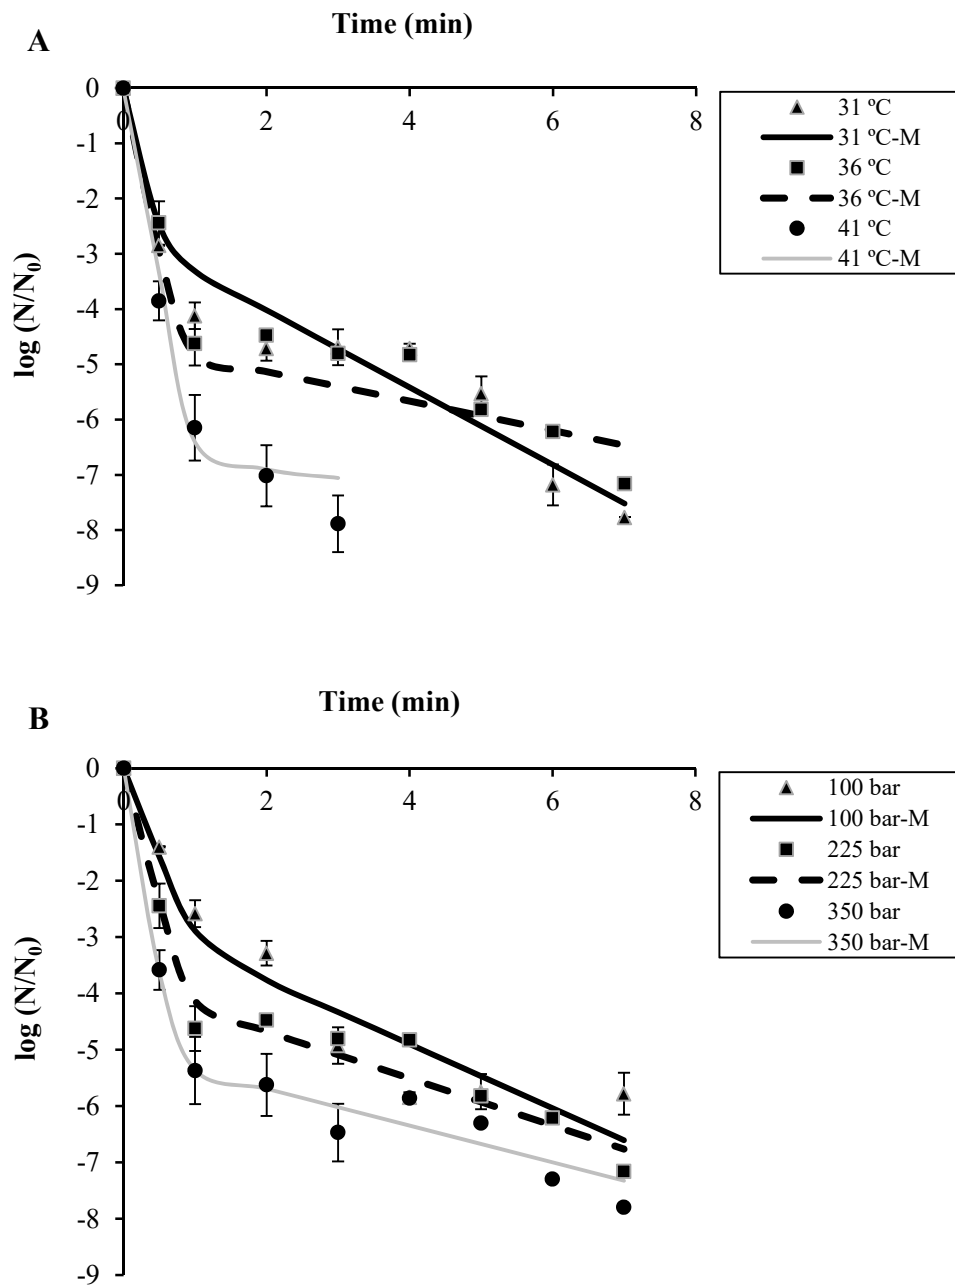 Time (min)
A
0
0 2 4 6 8
-1
-2
-3
-4
-5
-6
-7
-8
-9
log (N/N0)
31 ºC
31 ºC-M
36 ºC
36 ºC-M
41 ºC
41 ºC-M
Time (min)
B
0
0 2 4 6 8
-1
-2
-3
-4
-5
-6
-7
-8
-9
log (N/N0)
100 bar
100 bar-M
225 bar
225 bar-M
350 bar
350 bar-M